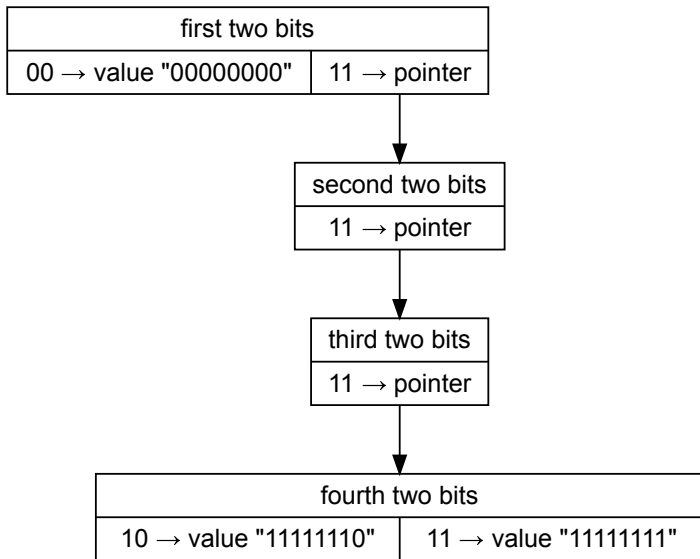 first two bits
00 → value "00000000"
11 → pointer
second two bits
11 → pointer
third two bits
11 → pointer
fourth two bits
10 → value "11111110"
11 → value "11111111"